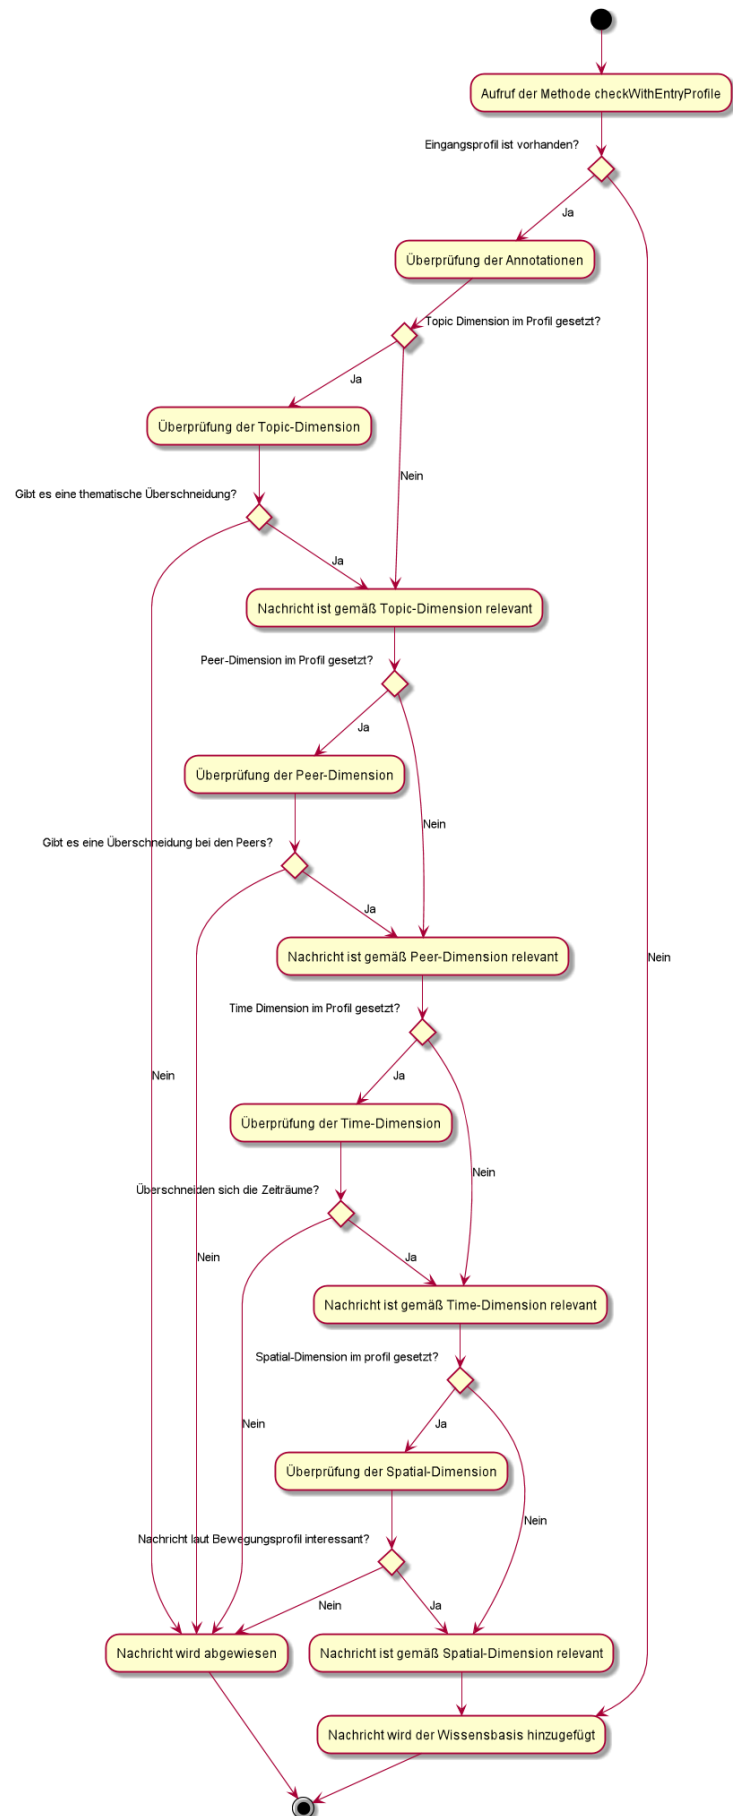 Aufruf der Methode checkWithEntryProfile
Eingangsprofil ist vorhanden?
Ja
Überprüfung der Annotationen
Topic Dimension im Profil gesetzt?
Ja
Überprüfung der Topic-Dimension
Nein
Gibt es eine thematische Überschneidung?
Ja
Nachricht ist gemäß Topic-Dimension relevant
Peer-Dimension im Profil gesetzt?
Ja
Überprüfung der Peer-Dimension
Nein
Gibt es eine Überschneidung bei den Peers?
Ja
Nachricht ist gemäß Peer-Dimension relevant
Nein
Time Dimension im Profil gesetzt?
Nein
Ja
Überprüfung der Time-Dimension
Nein
Überschneiden sich die Zeiträume?
Nein
Ja
Nachricht ist gemäß Time-Dimension relevant
Spatial-Dimension im profil gesetzt?
Nein
Ja
Überprüfung der Spatial-Dimension
Nein
Nachricht laut Bewegungsprofil interessant?
Nein
Ja
Nachricht wird abgewiesen
Nachricht ist gemäß Spatial-Dimension relevant
Nachricht wird der Wissensbasis hinzugefügt